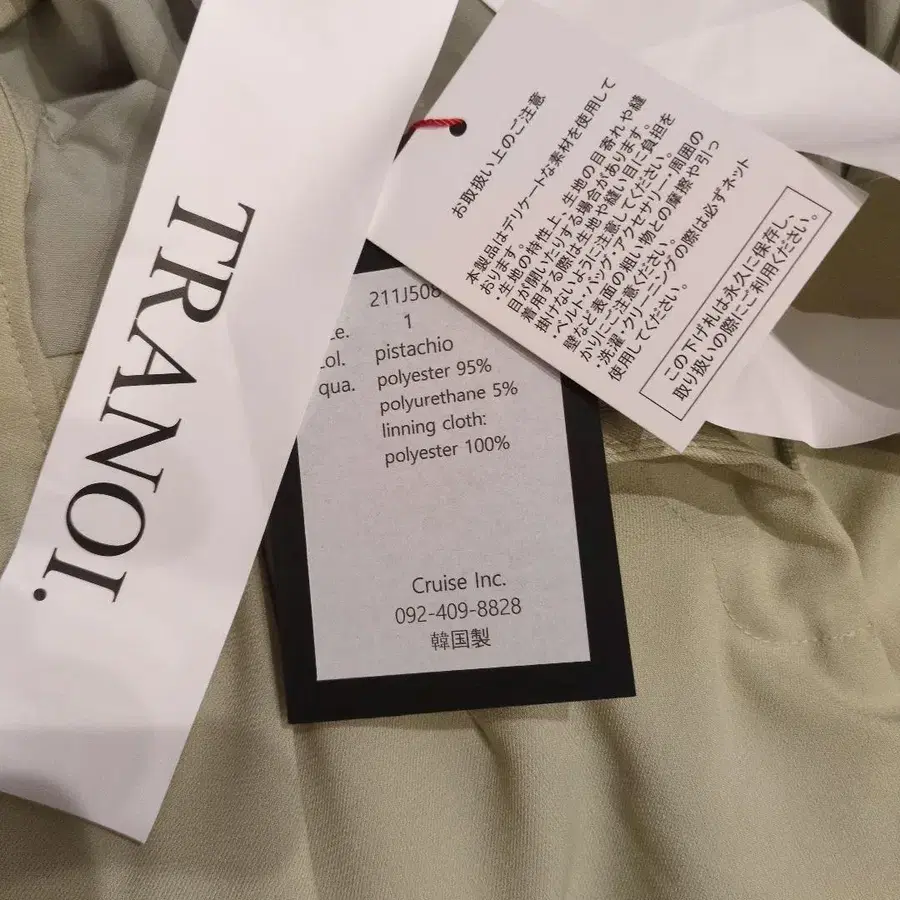 TRANOI.
お取扱い上のご注意
本製品はデリケートな素材を使用して
おります。
・生地の特性上、生地の目寄れや縫
目が開いたりする場合があります。
着用する際は生地や縫い目に負担を
掛けないように注意してください。
・ベルト・バッグ・アクセサリー・周囲の
壁など表面の粗い物との摩擦や引っ
かりにご注意ください。
・洗濯・クリーニングの際は必ずネット
使用してください。
この下げ札は永久に保存し、
取り扱いの際にご利用ください。
211J508
1
col. pistachio
qua. polyester 95%
polyurethane 5%
linning cloth:
polyester 100%
Cruise Inc.
092-409-8828
韓国製